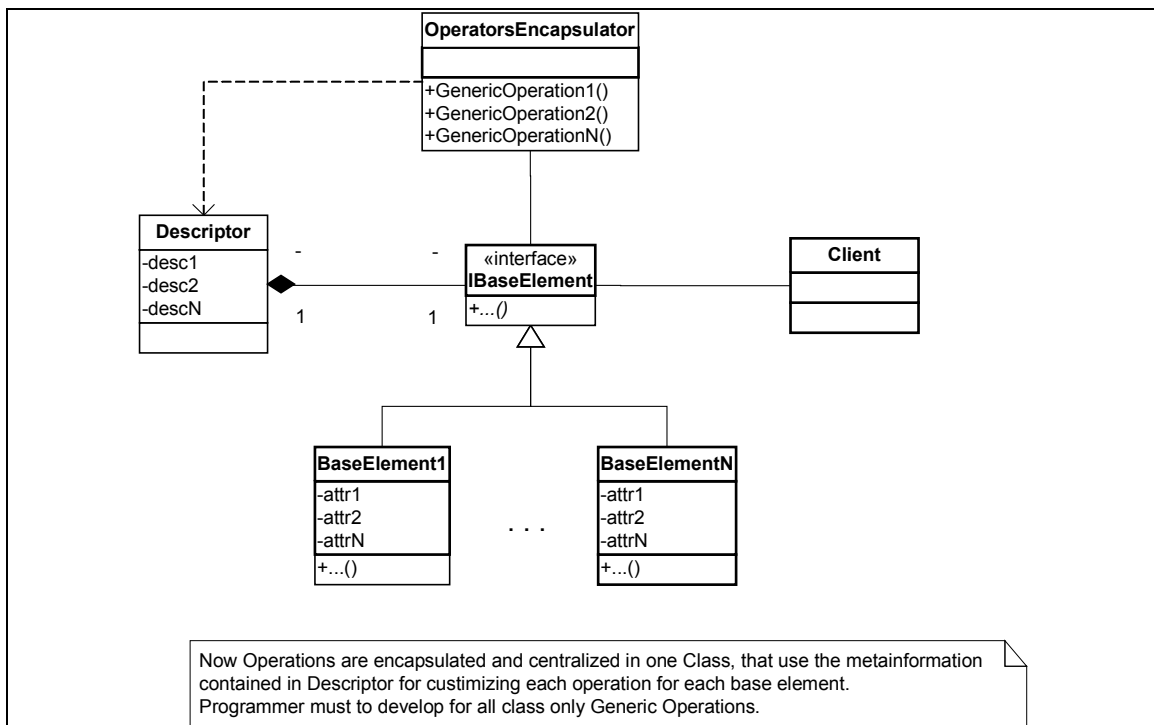 OperatorsEncapsulator
+GenericOperation1()
+GenericOperation2()
+GenericOperationN()
Descriptor
-desc1
-desc2
-descN
-
-
1
1
«interface»
IBaseElement
+...()
Client
BaseElement1
-attr1
-attr2
-attrN
+...()
. . .
BaseElementN
-attr1
-attr2
-attrN
+...()
Now Operations are encapsulated and centralized in one Class, that use the metainformation
contained in Descriptor for custimizing each operation for each base element.
Programmer must to develop for all class only Generic Operations.